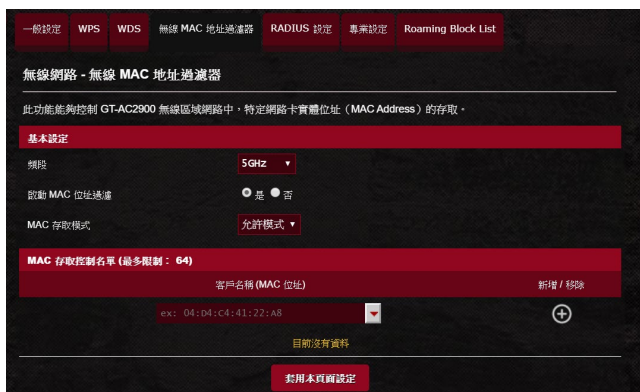 一般設定 WPS WDS 無線 MAC 地址過濾器 RADIUS 設定 專業設定 Roaming Block List
無線網路 - 無線 MAC 地址過濾器
此功能能夠控制 GT-AC2900 無線區域網路中，特定網路卡實體位址（MAC Address）的存取。
基本設定
頻段 5GHz
啟動 MAC 位址過濾 是 否
MAC 存取模式 允許模式
MAC 存取控制名單 (最多限制： 64)
客戶名稱 (MAC 位址) 新增 / 移除
ex: 04:D4:C4:41:22:A8
目前沒有資料
套用本頁面設定